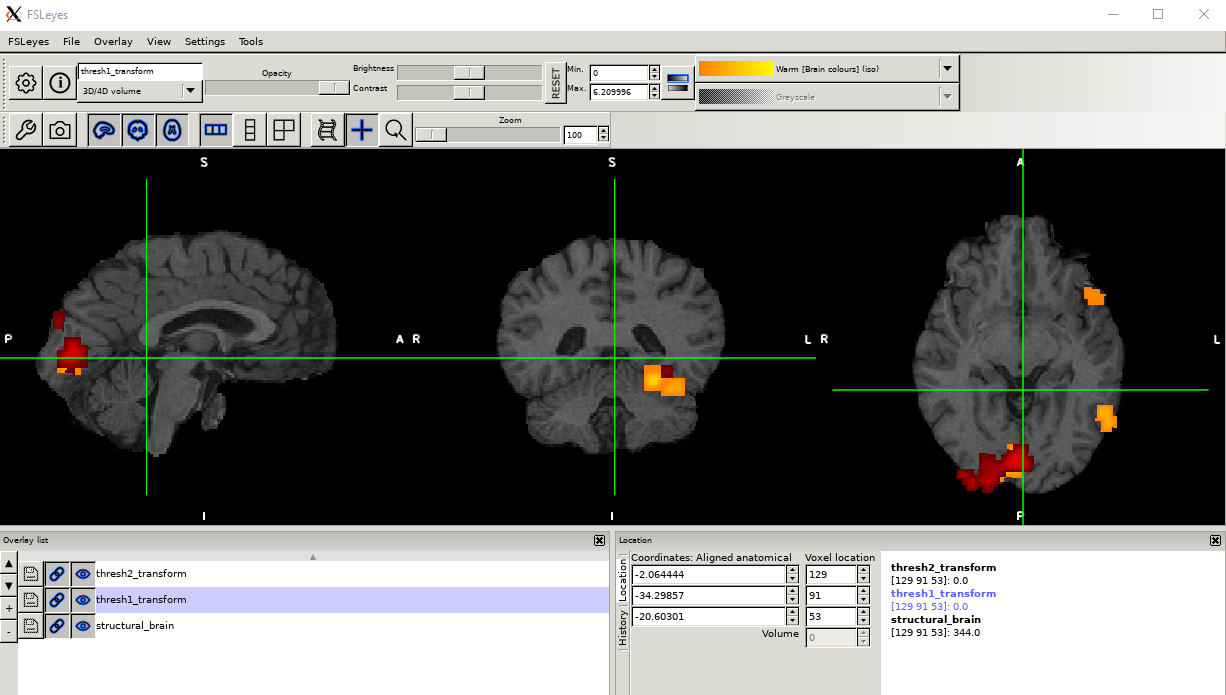 FSLeyes
FSLeyes File Overlay View Settings Tools
thresh1_transform
3D/4D volume
Opacity
Brightness
Contrast
RESET
Min. 0
Max. 6.209996
Warm [Brain colours] (iso)
Greyscale
Zoom
100
S S A
P A R L R L
I I P
Overlay list
thresh2_transform
thresh1_transform
structural_brain
+
-
Location
Location
History
Coordinates: Aligned anatomical Voxel location
-2.064444 129
-34.29857 91
-20.60301 53
Volume 0
thresh2_transform
[129 91 53]: 0.0
thresh1_transform
[129 91 53]: 0.0
structural_brain
[129 91 53]: 344.0